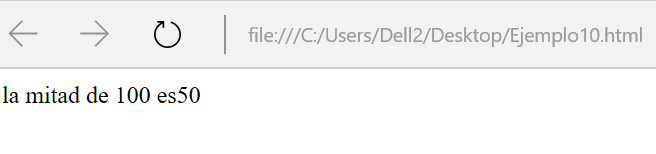 file:///C:/Users/Dell2/Desktop/Ejemplo10.html
la mitad de 100 es50